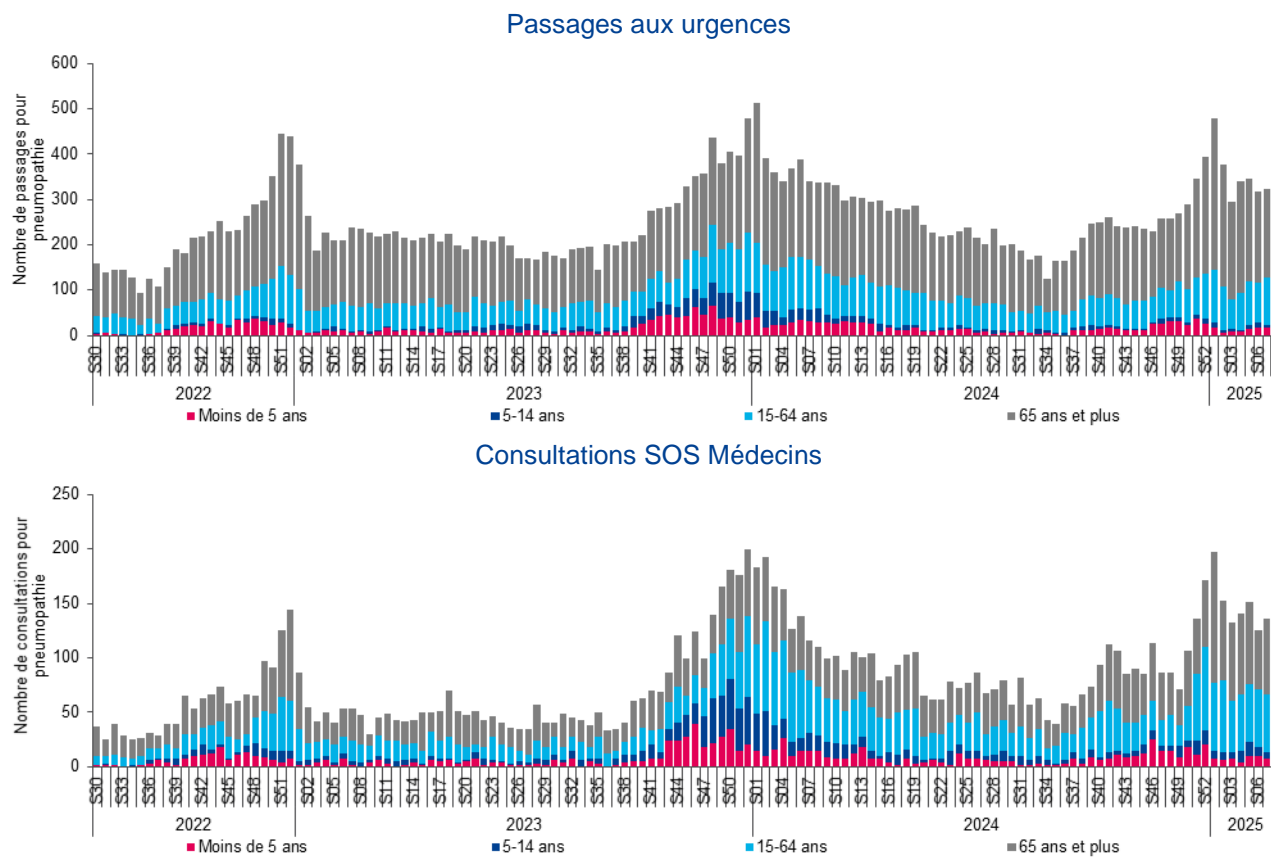 Passages aux urgences
Nombre de passages pour
pneumopathie
600
500
400
300
200
100
0
S30 S33 S36 S39 S42 S45 S48 S51 S02 S05 S08 S11 S14 S17 S20 S23 S26 S29 S32 S35 S38 S41 S44 S47 S50 S01 S04 S07 S10 S13 S16 S19 S22 S25 S28 S31 S34 S37 S40 S43 S46 S49 S52 S03 S06
2022 2023 2024 2025
Moins de 5 ans 5-14 ans 15-64 ans 65 ans et plus
Consultations SOS Médecins
Nombre de consultations pour
pneumopathie
250
200
150
100
50
0
S30 S33 S36 S39 S42 S45 S48 S51 S02 S05 S08 S11 S14 S17 S20 S23 S26 S29 S32 S35 S38 S41 S44 S47 S50 S01 S04 S07 S10 S13 S16 S19 S22 S25 S28 S31 S34 S37 S40 S43 S46 S49 S52 S03 S06
2022 2023 2024 2025
Moins de 5 ans 5-14 ans 15-64 ans 65 ans et plus